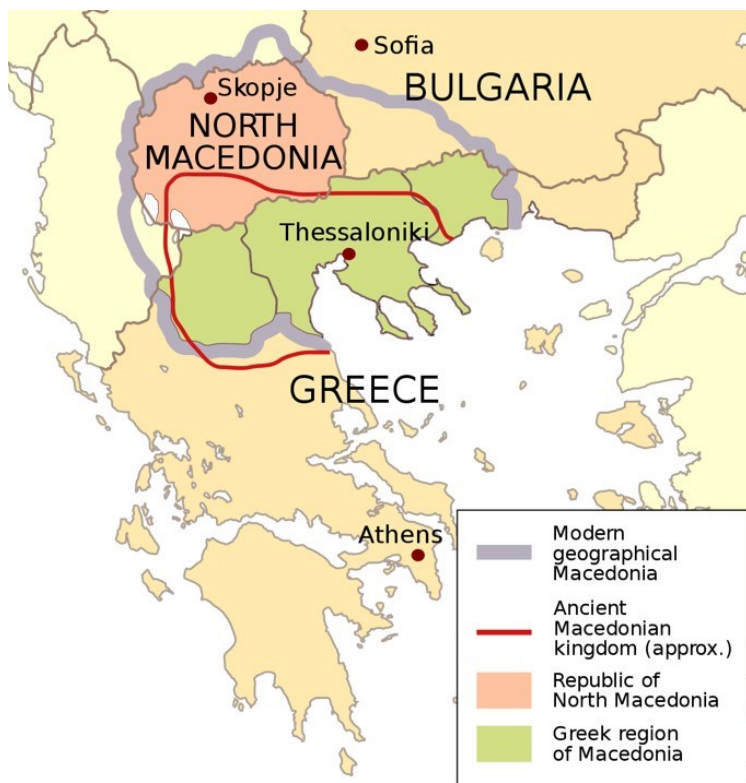 Sofia
BULGARIA
Skopje
NORTH
MACEDONIA
Thessaloniki
GREECE
Athens
Modern
geographical
Macedonia
Ancient
Macedonian
kingdom (approx.)
Republic of
North Macedonia
Greek region
of Macedonia